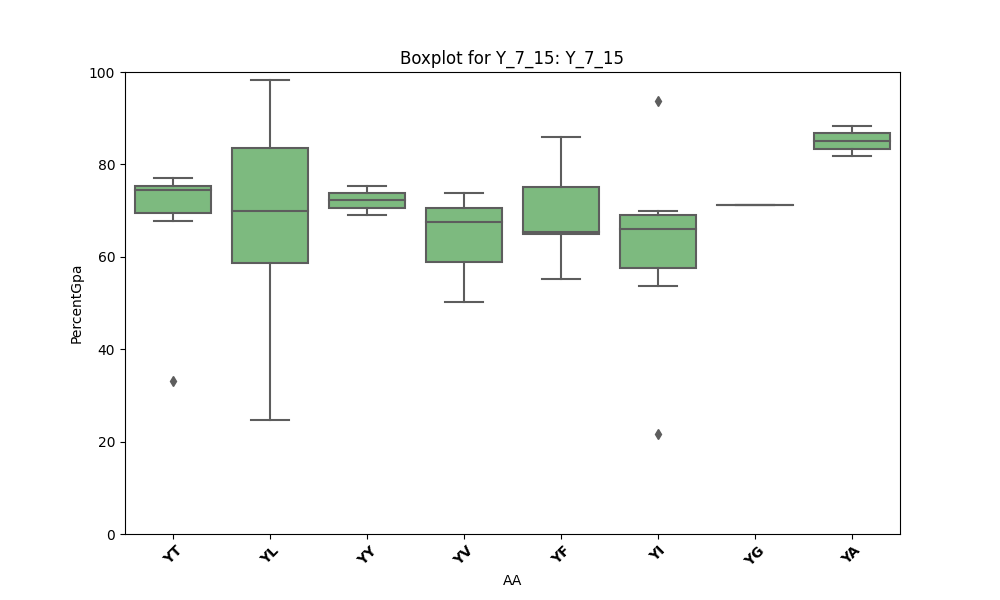 Boxplot for Y_7_15: Y_7_15
PercentGpa
100
80
60
40
20
0
YT
YL
YY
YV
YF
YI
YG
YA
AA